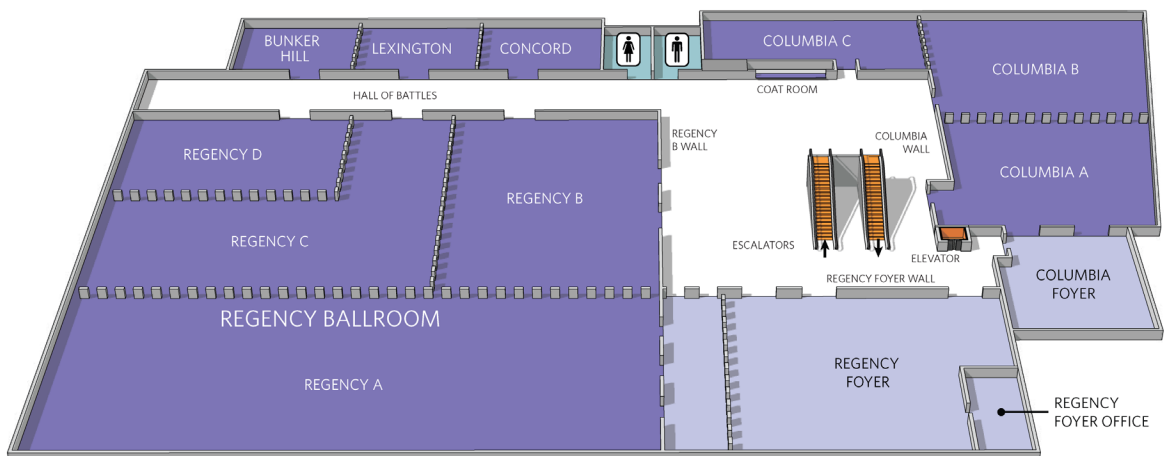 BUNKER
HILL
LEXINGTON
CONCORD
COLUMBIA C
COLUMBIA B
COAT ROOM
HALL OF BATTLES
REGENCY
B WALL
COLUMBIA
WALL
REGENCY D
COLUMBIA A
REGENCY B
REGENCY C
ESCALATORS
ELEVATOR
REGENCY FOYER WALL
COLUMBIA
FOYER
REGENCY BALLROOM
REGENCY A
REGENCY
FOYER
REGENCY
FOYER OFFICE